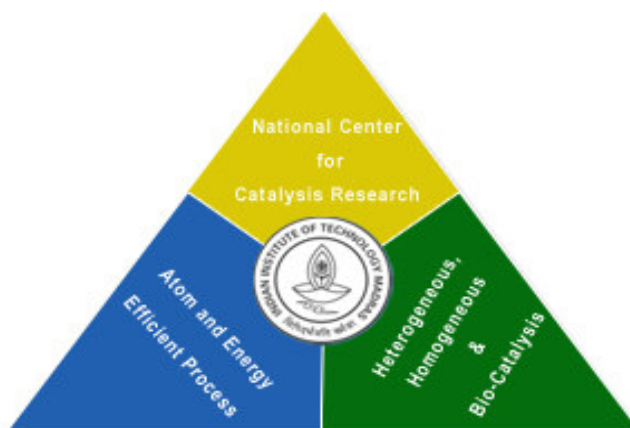 National Center
for
Catalysis Research
INDIAN INSTITUTE OF TECHNOLOGY MADRAS
Atom and Energy
Efficient Process
Heterogeneous,
Homogeneous
&
Bio-Catalysis